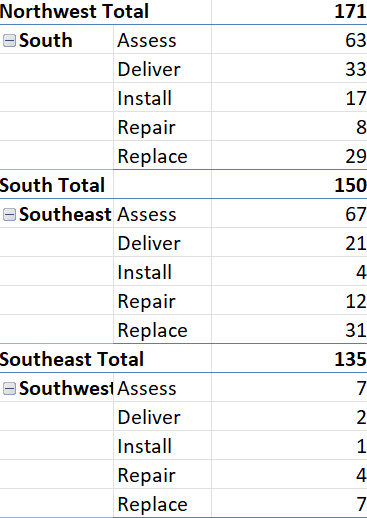 Northwest Total 171
South Assess 63
Deliver 33
Install 17
Repair 8
Replace 29
South Total 150
Southeast Assess 67
Deliver 21
Install 4
Repair 12
Replace 31
Southeast Total 135
Southwest Assess 7
Deliver 2
Install 1
Repair 4
Replace 7